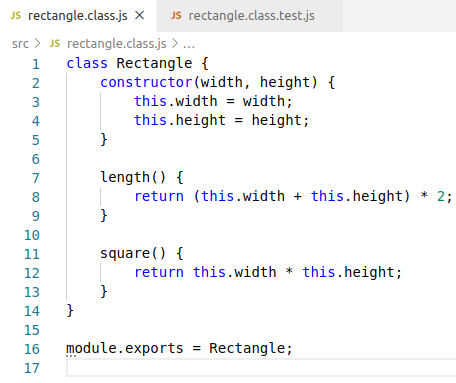 JS rectangle.class.js × JS rectangle.class.test.js
src > JS rectangle.class.js > ...
1 class Rectangle {
2     constructor(width, height) {
3         this.width = width;
4         this.height = height;
5     }
6
7     length() {
8         return (this.width + this.height) * 2;
9     }
10
11     square() {
12         return this.width * this.height;
13     }
14 }
15
16 module.exports = Rectangle;
17